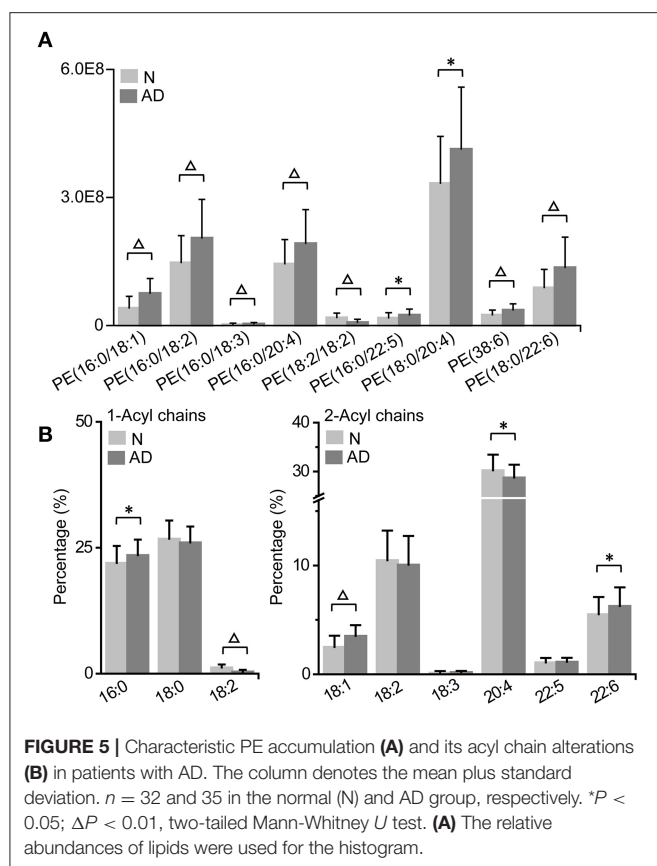 A
6.0E8
3.0E8
0
N
AD
Δ
Δ
Δ
Δ
Δ
*
*
Δ
Δ
PE(16:0/18:1)
PE(16:0/18:2)
PE(16:0/18:3)
PE(16:0/20:4)
PE(18:2/18:2)
PE(16:0/22:5)
PE(18:0/20:4)
PE(38:6)
PE(18:0/22:6)
B
Percentage (%)
50
25
0
1-Acyl chains
N
AD
*
Δ
16:0
18:0
18:2
Percentage (%)
40
30
10
0
2-Acyl chains
N
AD
Δ
*
*
18:1
18:2
18:3
20:4
22:5
22:6
FIGURE 5 | Characteristic PE accumulation (A) and its acyl chain alterations
(B) in patients with AD. The column denotes the mean plus standard
deviation. n = 32 and 35 in the normal (N) and AD group, respectively. *P <
0.05; ΔP < 0.01, two-tailed Mann-Whitney U test. (A) The relative
abundances of lipids were used for the histogram.